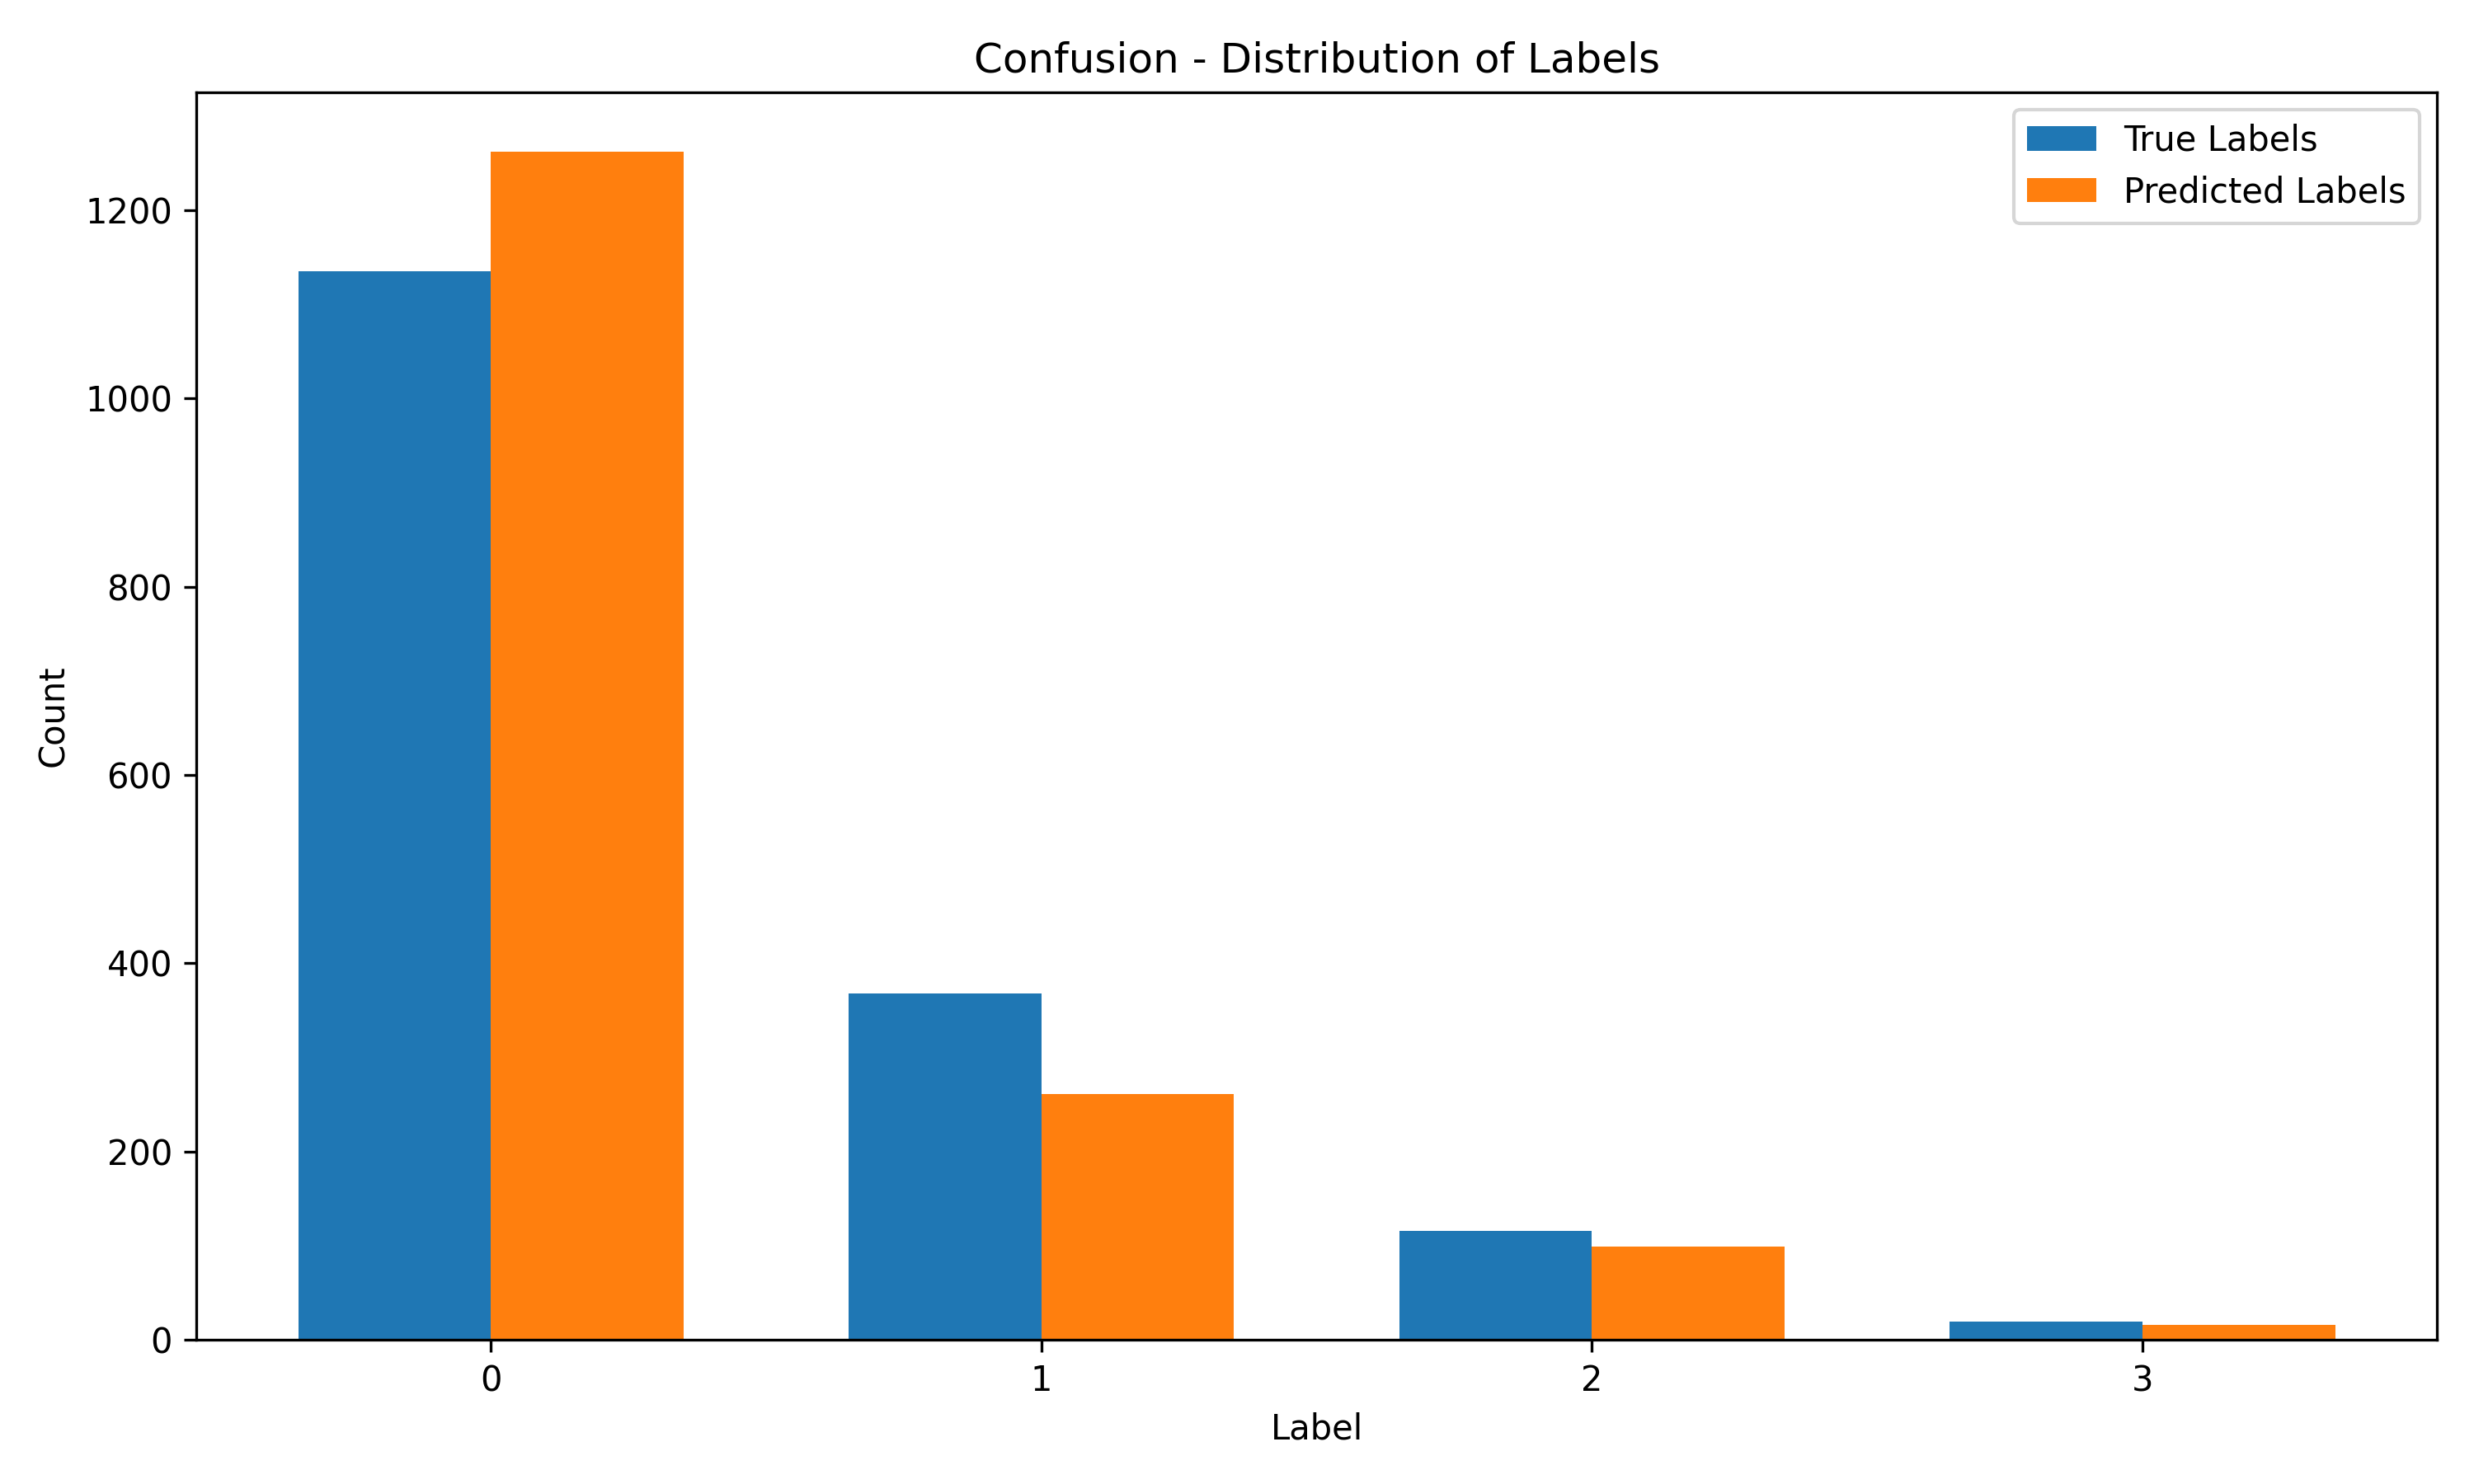 Confusion - Distribution of Labels
True Labels
Predicted Labels
1200
1000
800
600
400
200
0
Count
0 1 2 3
Label